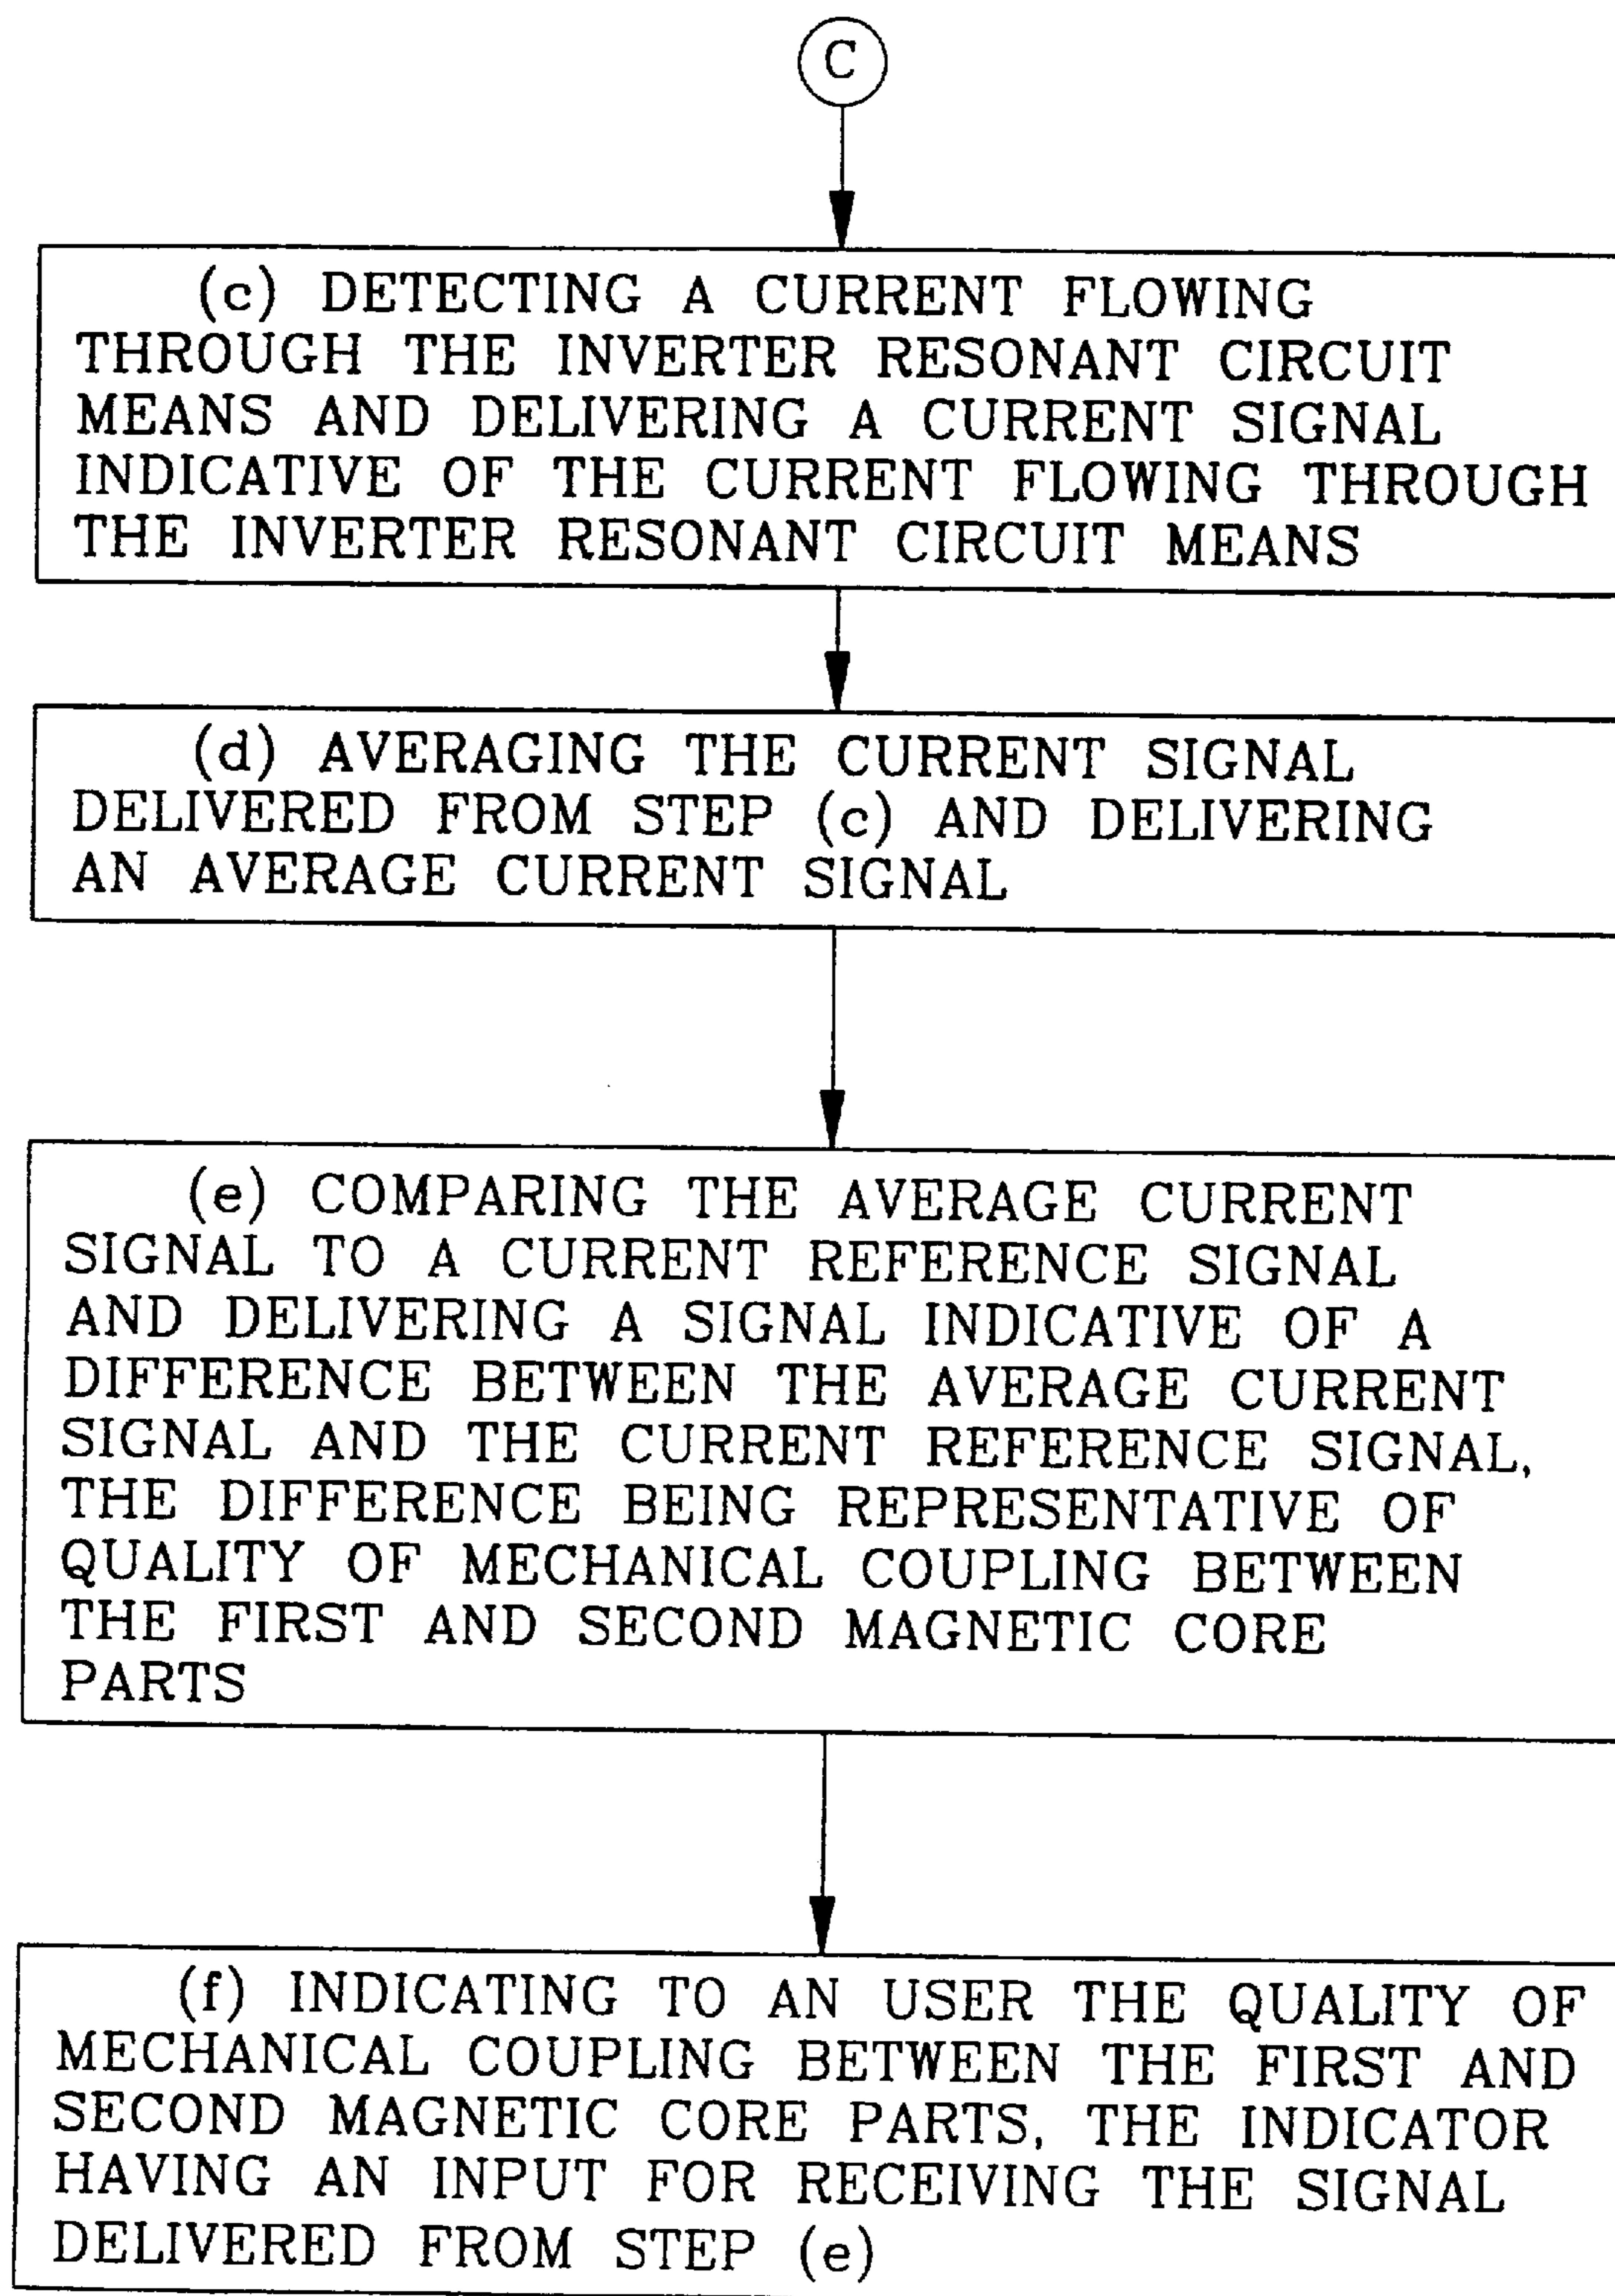 C
(c) DETECTING A CURRENT FLOWING
THROUGH THE INVERTER RESONANT CIRCUIT
MEANS AND DELIVERING A CURRENT SIGNAL
INDICATIVE OF THE CURRENT FLOWING THROUGH
THE INVERTER RESONANT CIRCUIT MEANS
(d) AVERAGING THE CURRENT SIGNAL
DELIVERED FROM STEP (c) AND DELIVERING
AN AVERAGE CURRENT SIGNAL
(e) COMPARING THE AVERAGE CURRENT
SIGNAL TO A CURRENT REFERENCE SIGNAL
AND DELIVERING A SIGNAL INDICATIVE OF A
DIFFERENCE BETWEEN THE AVERAGE CURRENT
SIGNAL AND THE CURRENT REFERENCE SIGNAL,
THE DIFFERENCE BEING REPRESENTATIVE OF
QUALITY OF MECHANICAL COUPLING BETWEEN
THE FIRST AND SECOND MAGNETIC CORE
PARTS
(f) INDICATING TO AN USER THE QUALITY OF
MECHANICAL COUPLING BETWEEN THE FIRST AND
SECOND MAGNETIC CORE PARTS, THE INDICATOR
HAVING AN INPUT FOR RECEIVING THE SIGNAL
DELIVERED FROM STEP (e)